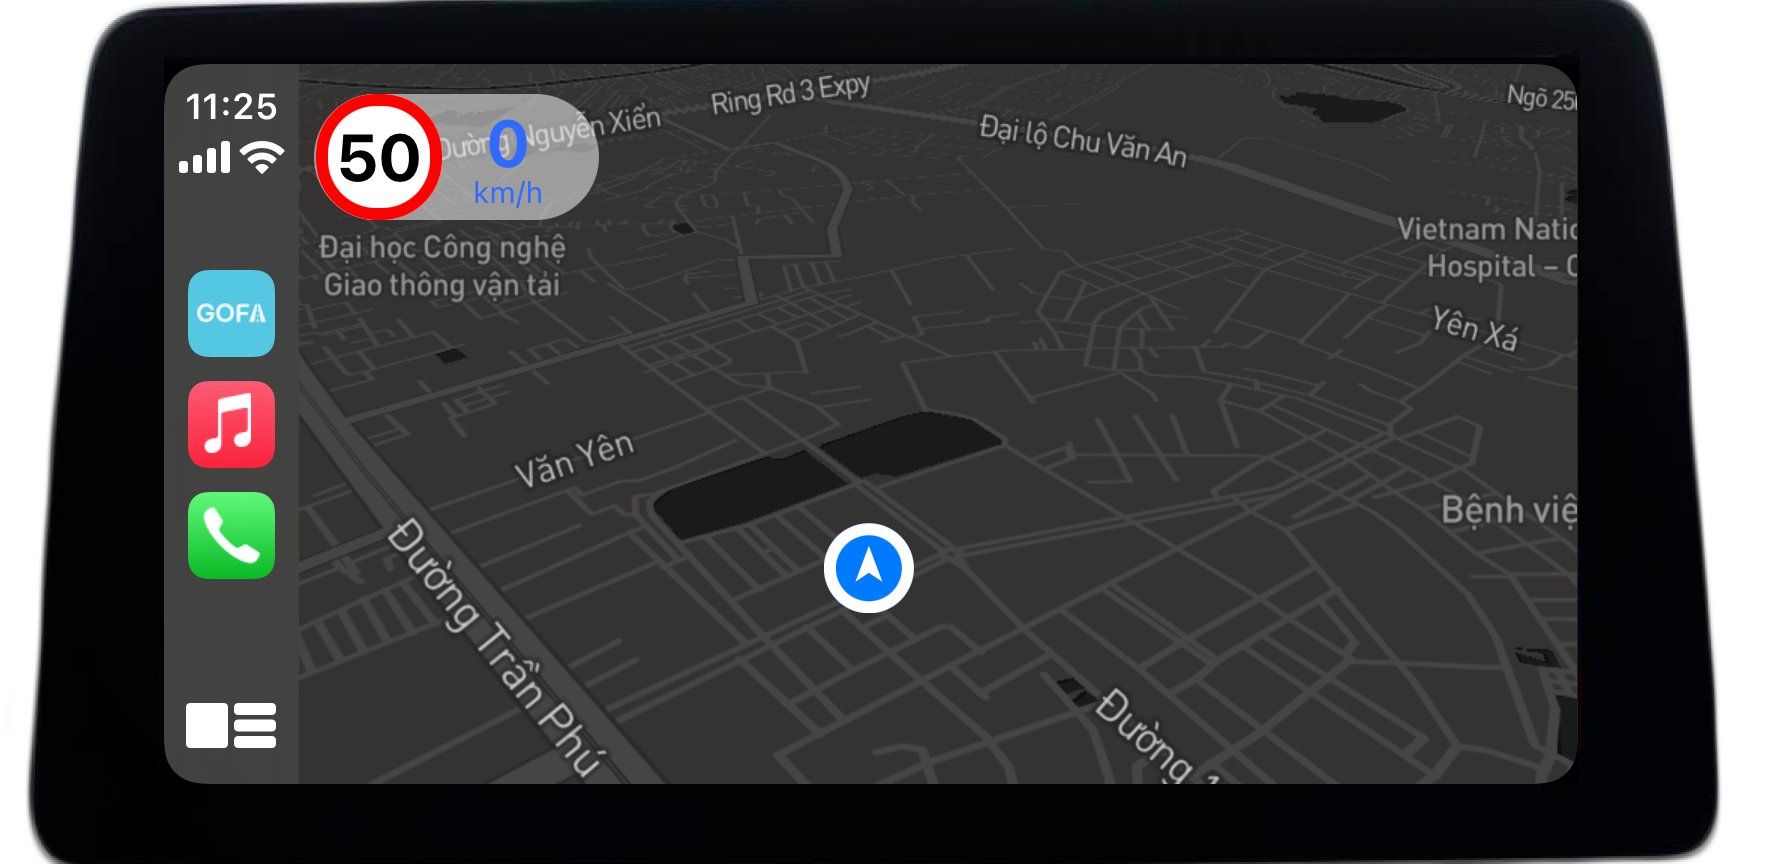 11:25
50
0
km/h
Đường Nguyễn Xiển
Ring Rd 3 Expy
Đại lộ Chu Văn An
Ngõ 25
Đại học Công nghệ
Giao thông vận tải
Vietnam Natio
Hospital –
GOFA
Yên Xá
Văn Yên
Bệnh việ
Đường Trần Phú
Đường